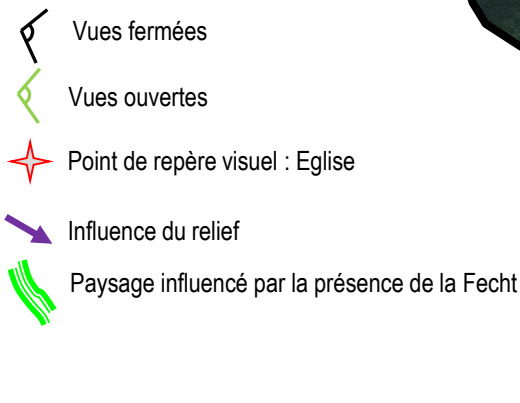 Vues fermées
Vues ouvertes
Point de repère visuel : Eglise
Influence du relief
Paysage influencé par la présence de la Fecht